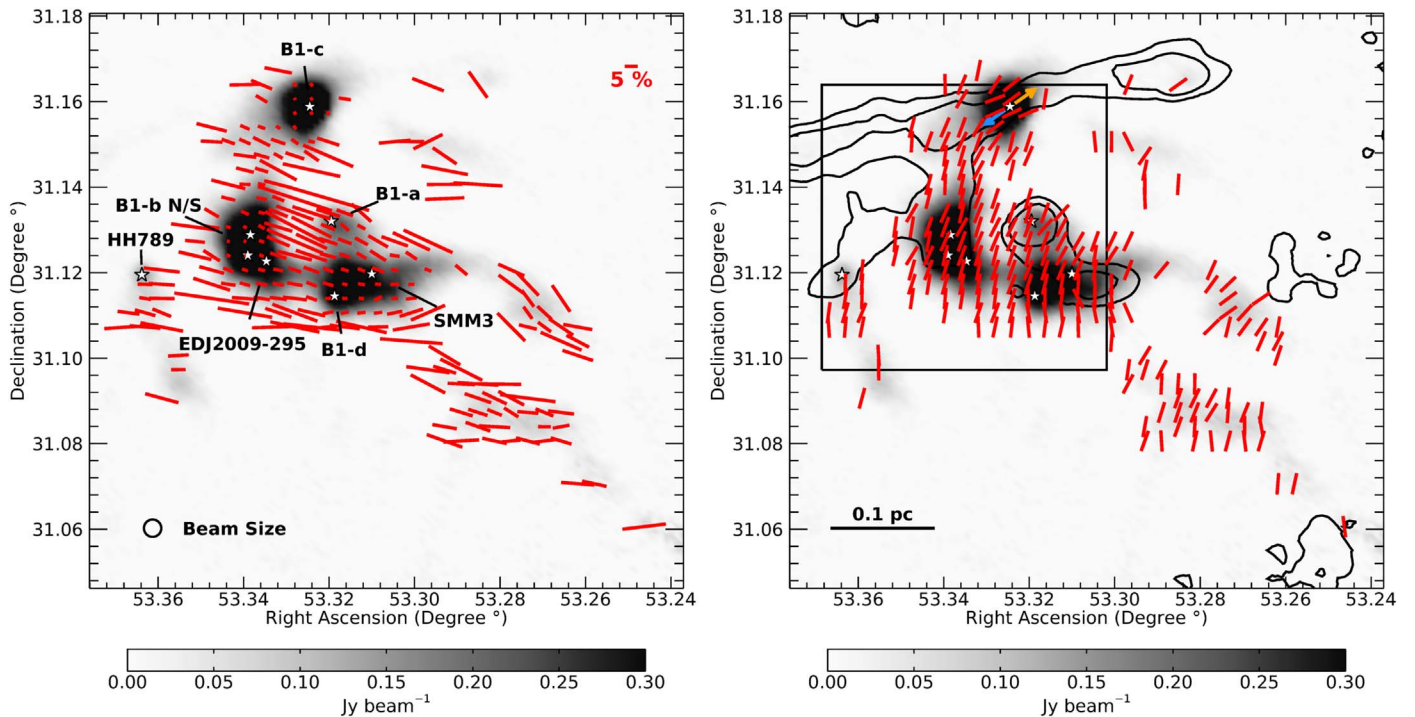 31.18
31.16
31.14
31.12
31.10
31.08
31.06
Declination (Degree °)
B1-c
5 %
B1-a
B1-b N/S
HH789
SMM3
EDJ2009-295
B1-d
Beam Size
53.36 53.34 53.32 53.30 53.28 53.26 53.24
Right Ascension (Degree °)
0.00 0.05 0.10 0.15 0.20 0.25 0.30
Jy beam⁻¹
31.18
31.16
31.14
31.12
31.10
31.08
31.06
Declination (Degree °)
0.1 pc
53.36 53.34 53.32 53.30 53.28 53.26 53.24
Right Ascension (Degree °)
0.00 0.05 0.10 0.15 0.20 0.25 0.30
Jy beam⁻¹